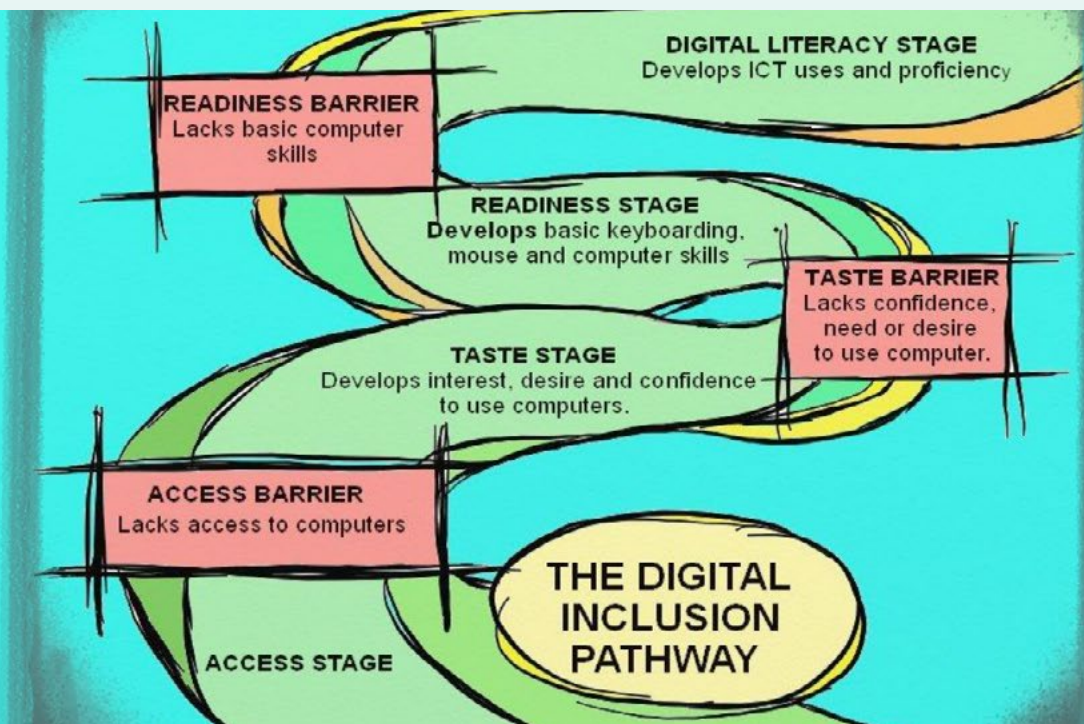 DIGITAL LITERACY STAGE
Develops ICT uses and proficiency
READINESS BARRIER
Lacks basic computer
skills
READINESS STAGE
Develops basic keyboarding,
mouse and computer skills
TASTE BARRIER
Lacks confidence,
need or desire
to use computer.
TASTE STAGE
Develops interest, desire and confidence
to use computers.
ACCESS BARRIER
Lacks access to computers
THE DIGITAL
INCLUSION
PATHWAY
ACCESS STAGE